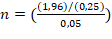 n = ( (1,96)/(0,25) / 0,05 )